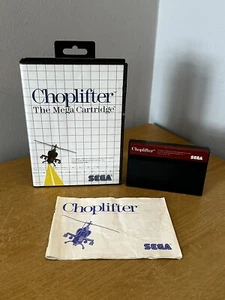 Choplifter
The Mega Cartridge
SEGA
Choplifter
SEGA
Choplifter
SEGA